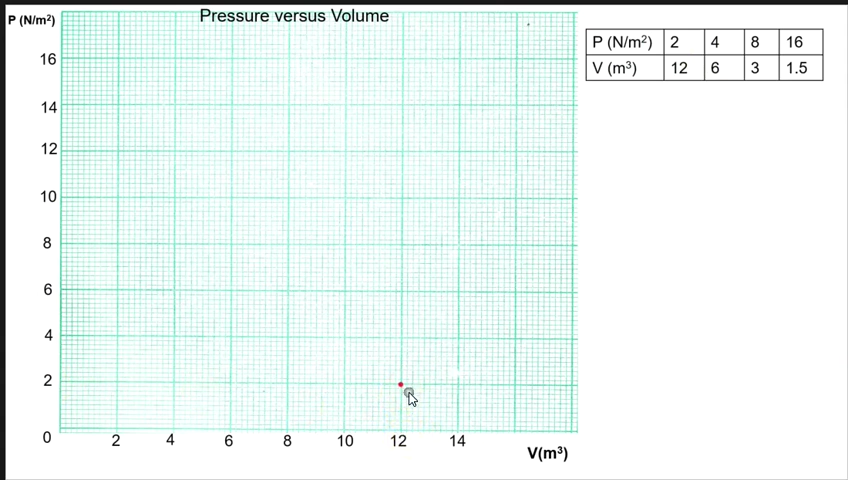 Pressure versus Volume
P (N/m²)
16
14
12
10
8
6
4
2
0
2 4 6 8 10 12 14
V(m³)
P (N/m²) 2 4 8 16
V (m³) 12 6 3 1.5